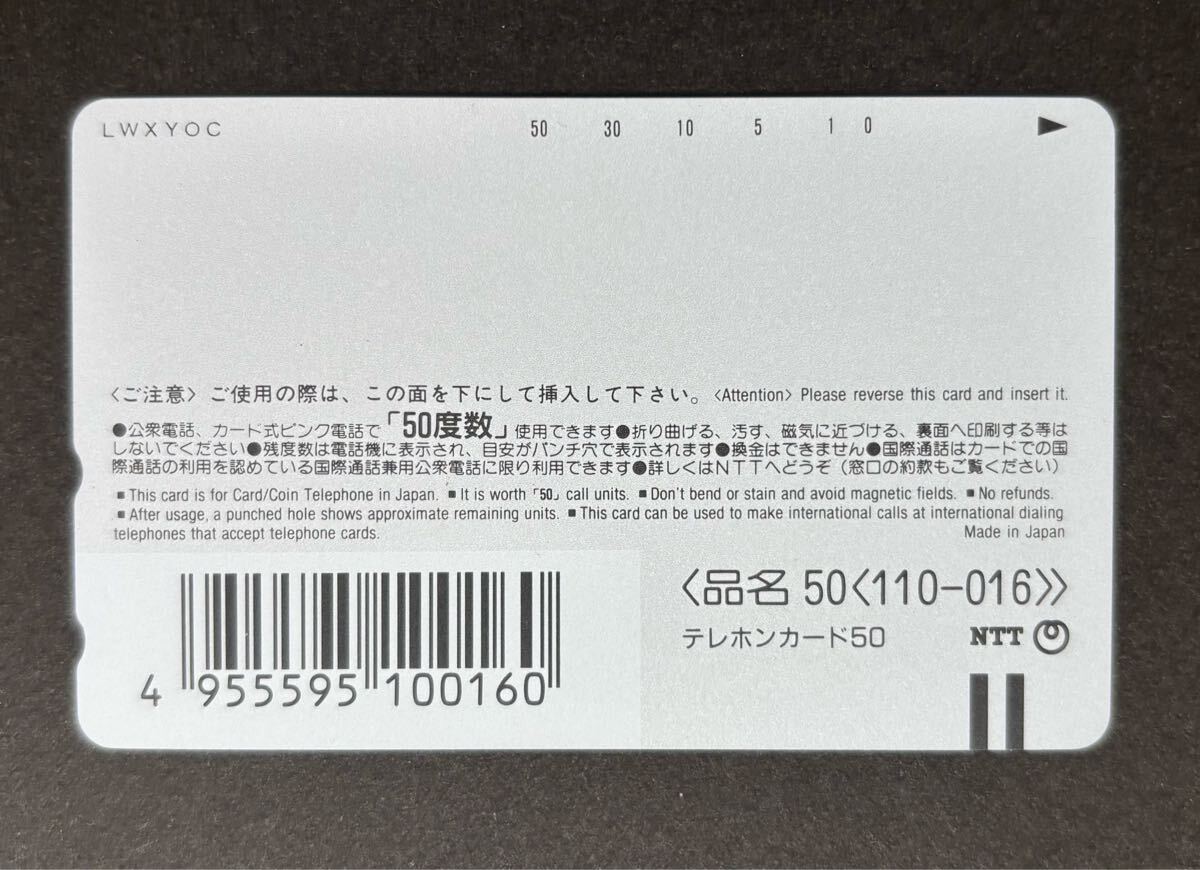 LWXYOC 50 30 10 5 1 0
〈ご注意〉ご使用の際は、この面を下にして挿入して下さい。〈Attention〉Please reverse this card and insert it.
●公衆電話、カード式ピンク電話で「50度数」使用できます●折り曲げる、汚す、磁気に近づける、裏面へ印刷する等は
しないでください●残度数は電話機に表示され、目安がパンチ穴で表示されます●換金はできません●国際通話はカードでの国
際通話の利用を認めている国際通話兼用公衆電話に限り利用できます●詳しくはNTTへどうぞ（窓口の約款もご覧ください）
■This card is for Card/Coin Telephone in Japan. ■It is worth「50」call units. ■Don't bend or stain and avoid magnetic fields. ■No refunds.
■After usage, a punched hole shows approximate remaining units. ■This card can be used to make international calls at international dialing
telephones that accept telephone cards. Made in Japan
〈品名 50〈110-016〉〉
テレホンカード50 NTT
4 955595 100160